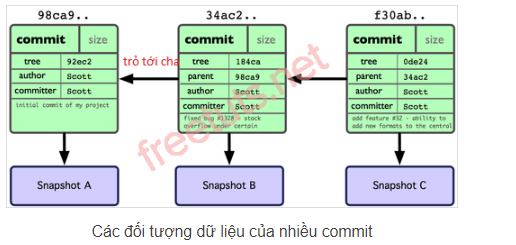 98ca9..
34ac2..
f30ab..
commit size
tree 92ec2
author Scott
committer Scott
initial commit of my project
trỏ tới cha
commit size
tree 184ca
parent 98ca9
author Scott
committer Scott
fixed bug #1328 - stack
overflow under certain
commit size
tree 0de24
parent 34ac2
author Scott
committer Scott
add feature #32 - ability to
add new formats to the central
Snapshot A
Snapshot B
Snapshot C
freetuts.net
Các đối tượng dữ liệu của nhiều commit